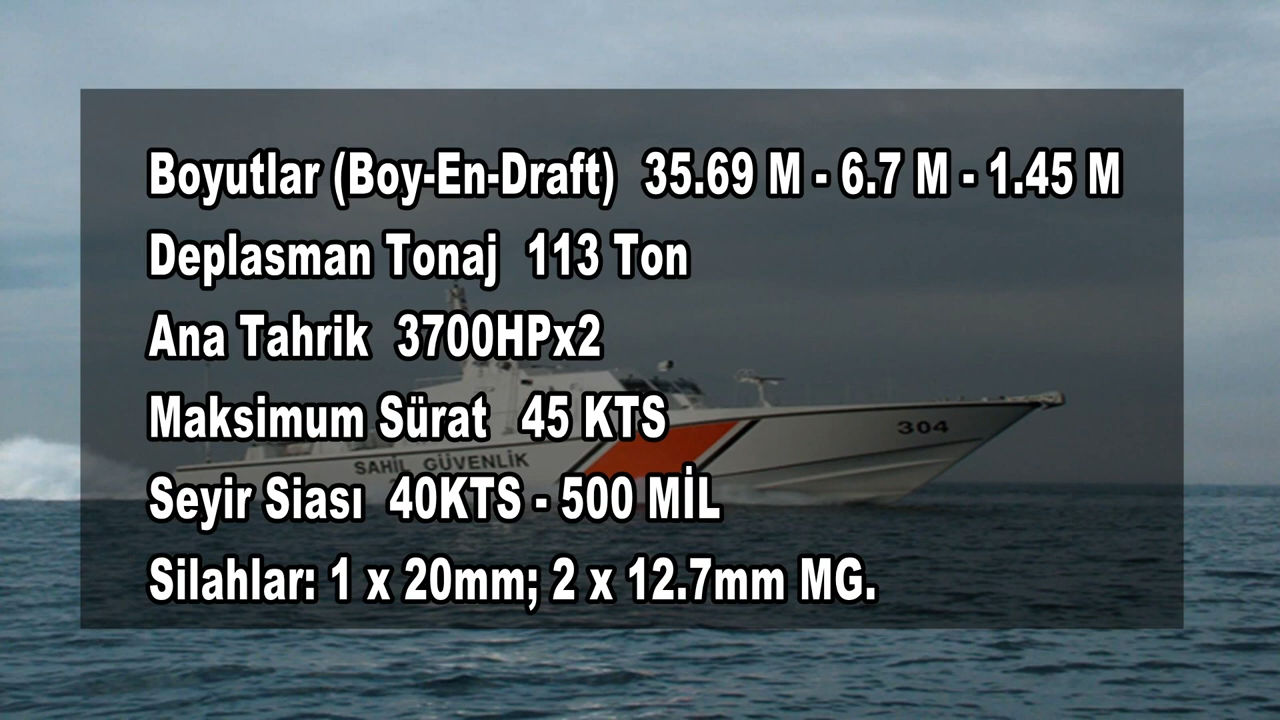 Boyutlar (Boy-En-Draft) 35.69 M - 6.7 M - 1.45 M
Deplasman Tonaj 113 Ton
Ana Tahrik 3700HPx2
Maksimum Sürat 45 KTS
304
SAHİL GÜVENLİK
Seyir Siası 40KTS - 500 MİL
Silahlar: 1 x 20mm; 2 x 12.7mm MG.